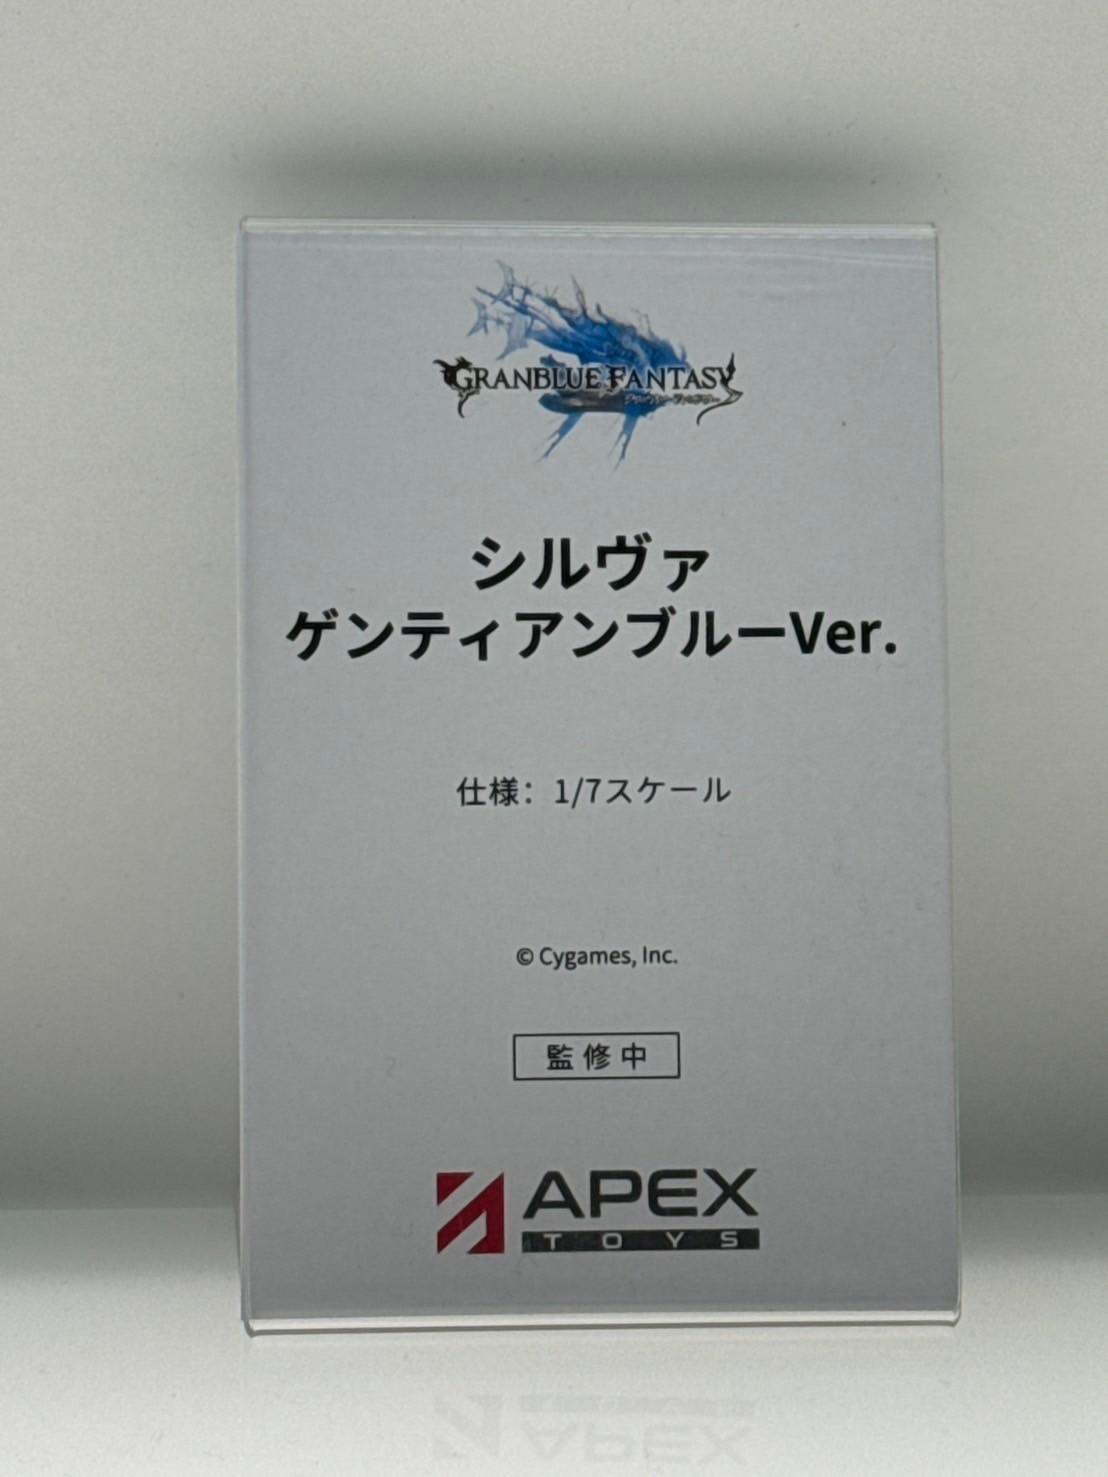 GRANBLUE FANTASY
グランブルーファンタジー
シルヴァ
ゲンティアンブルーVer.
仕様：1/7スケール
© Cygames, Inc.
監修中
APEX
TOYS